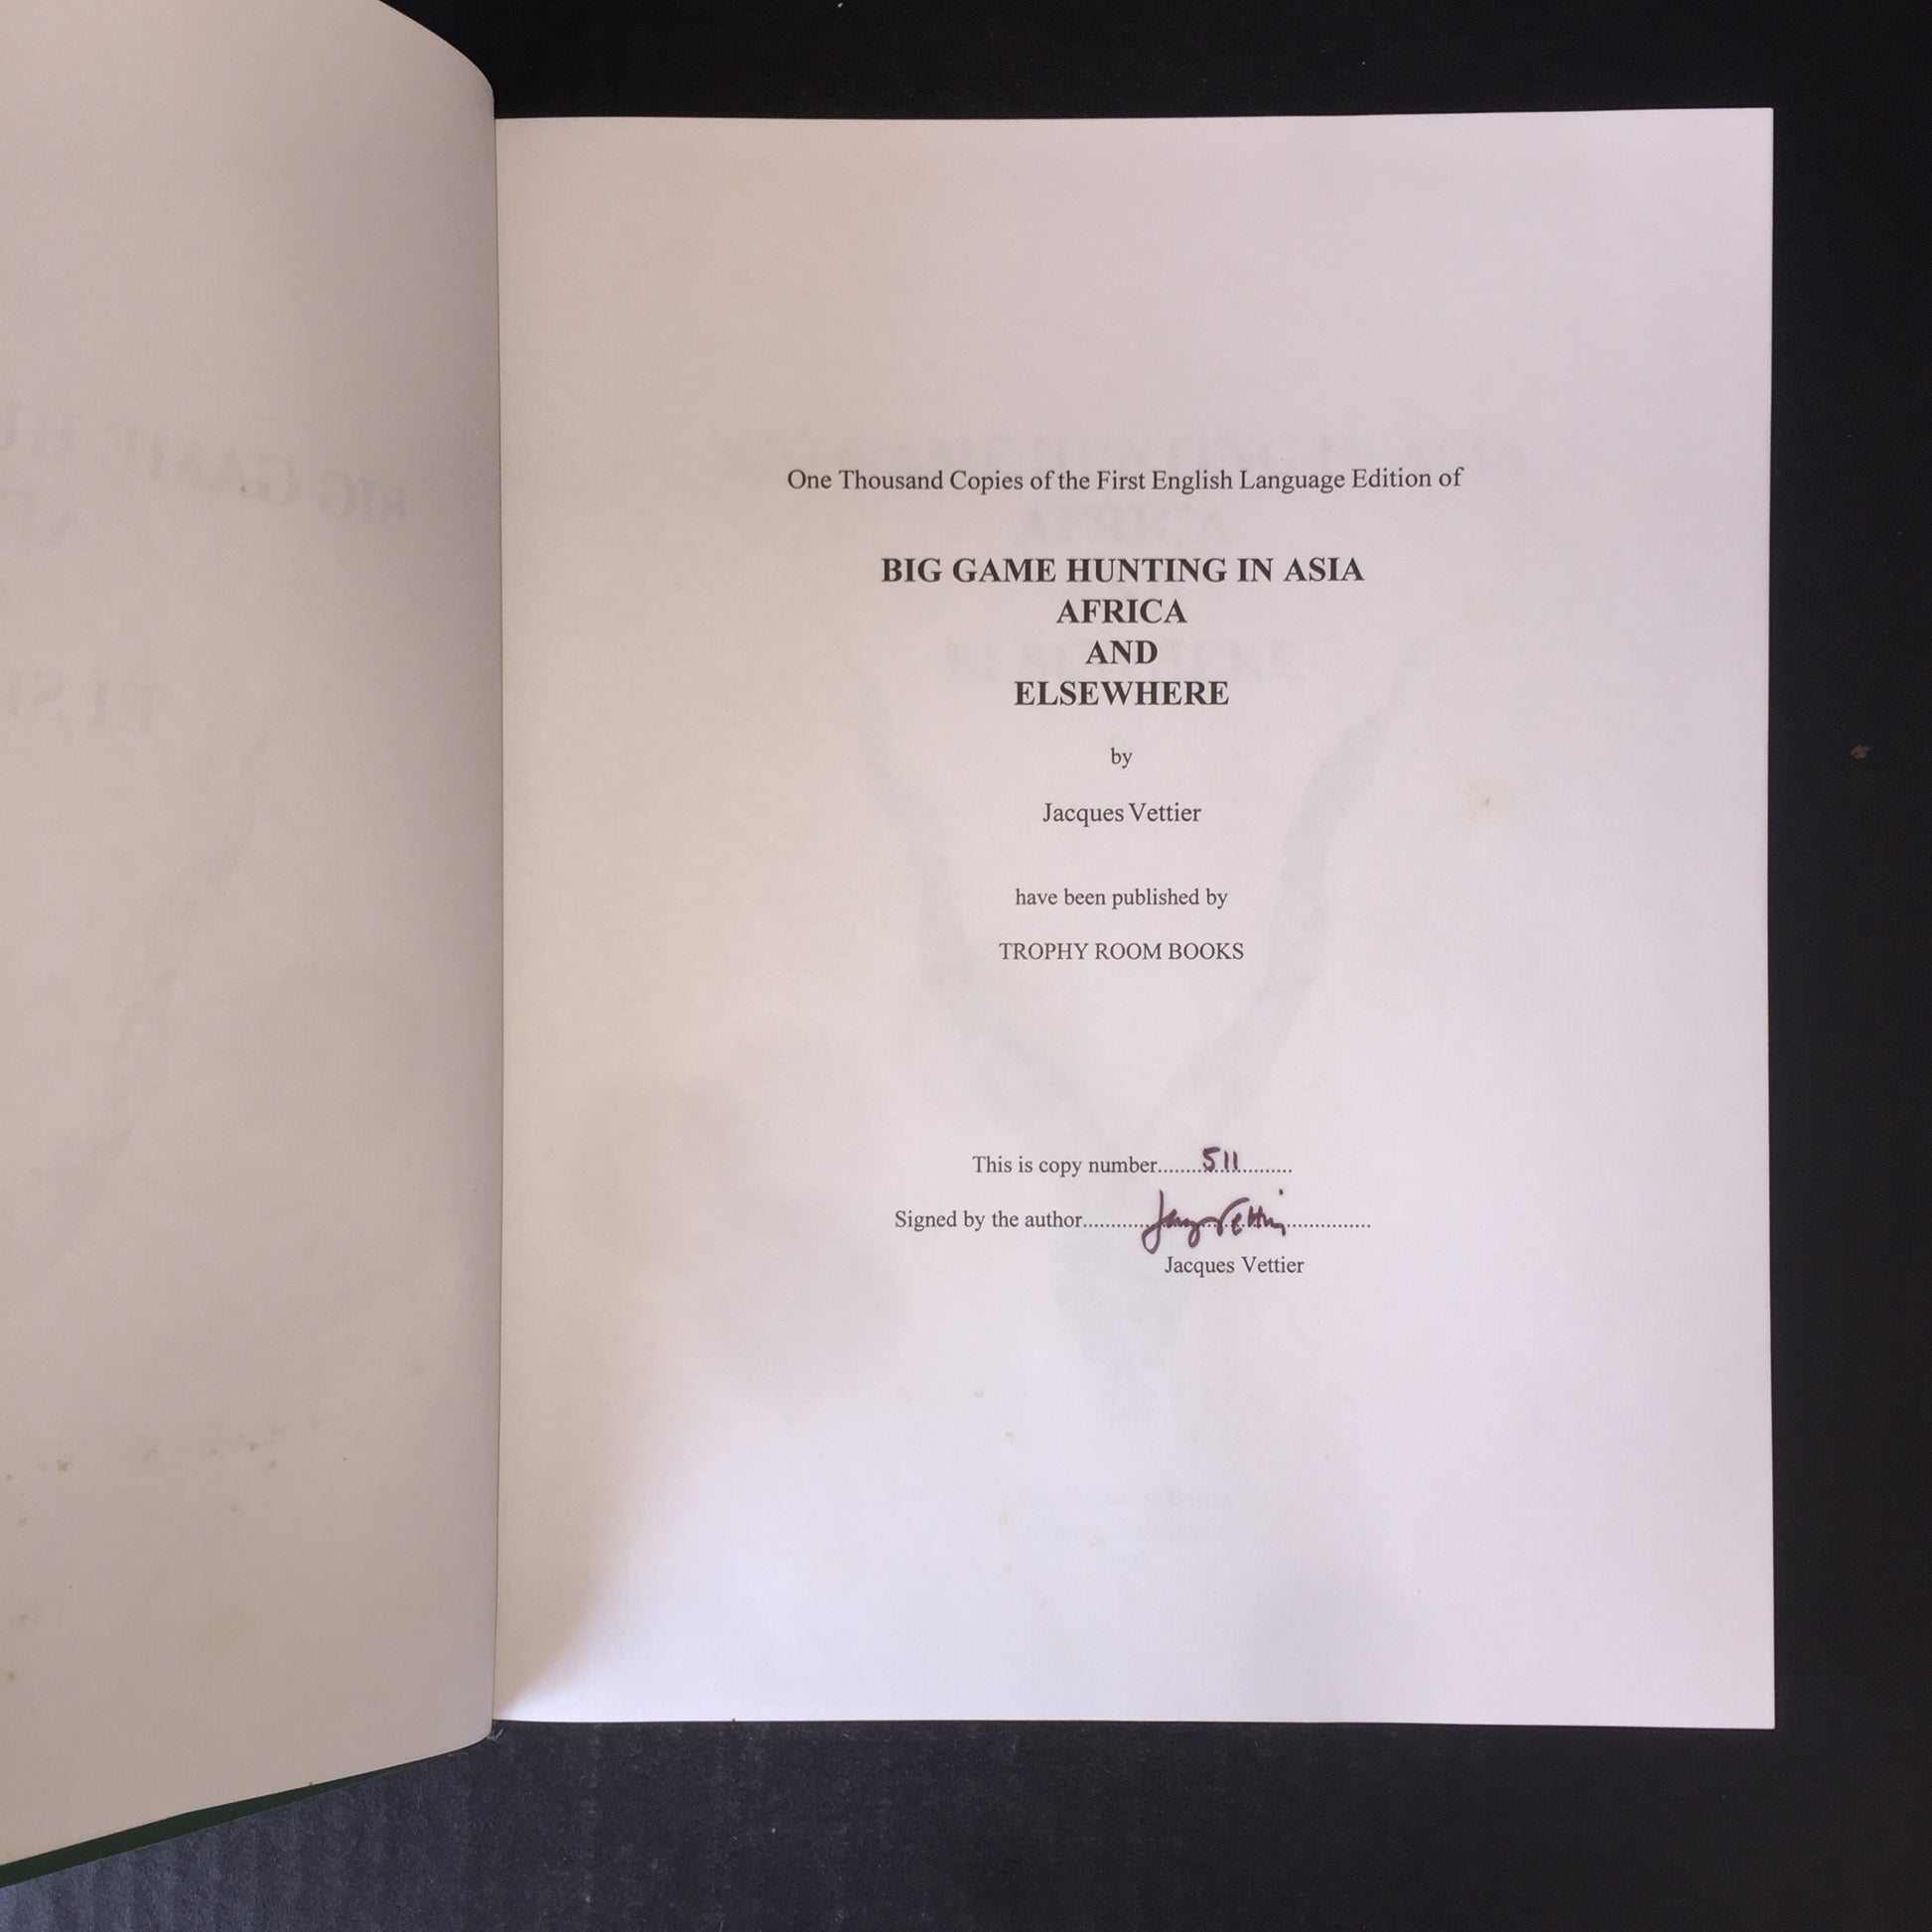 One Thousand Copies of the First English Language Edition of
BIG GAME HUNTING IN ASIA
AFRICA
AND
ELSEWHERE
by
Jacques Vettier
have been published by
TROPHY ROOM BOOKS
This is copy number........511..........
Signed by the author..............................
Jacques Vettier